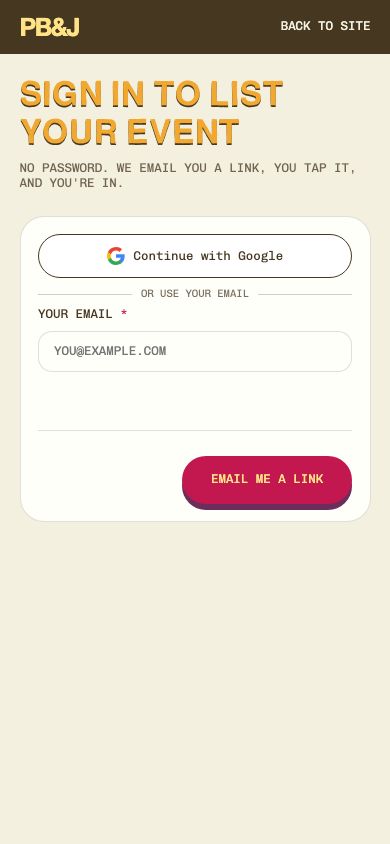 PB&J
BACK TO SITE
SIGN IN TO LIST
YOUR EVENT
NO PASSWORD. WE EMAIL YOU A LINK, YOU TAP IT,
AND YOU'RE IN.
Continue with Google
OR USE YOUR EMAIL
YOUR EMAIL *
YOU@EXAMPLE.COM
EMAIL ME A LINK